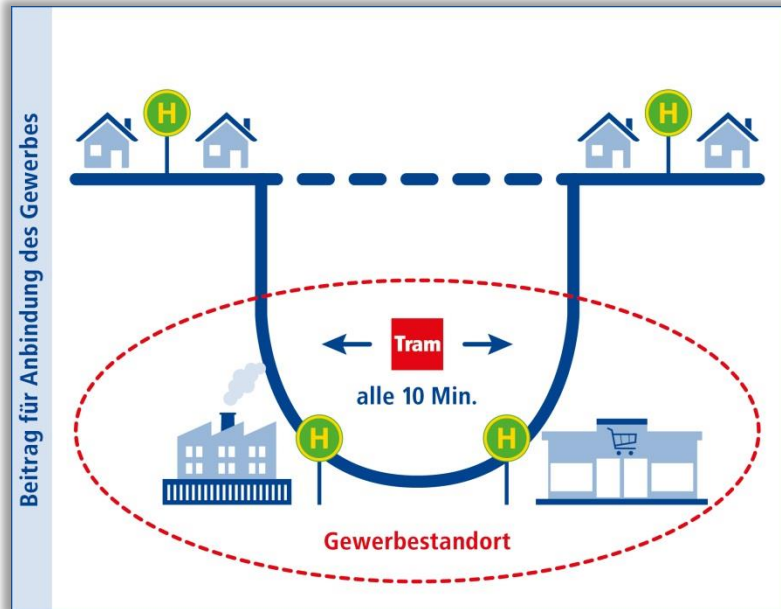 Beitrag für Anbindung des Gewerbes
H
H
Tram
alle 10 Min.
H
H
Gewerbestandort